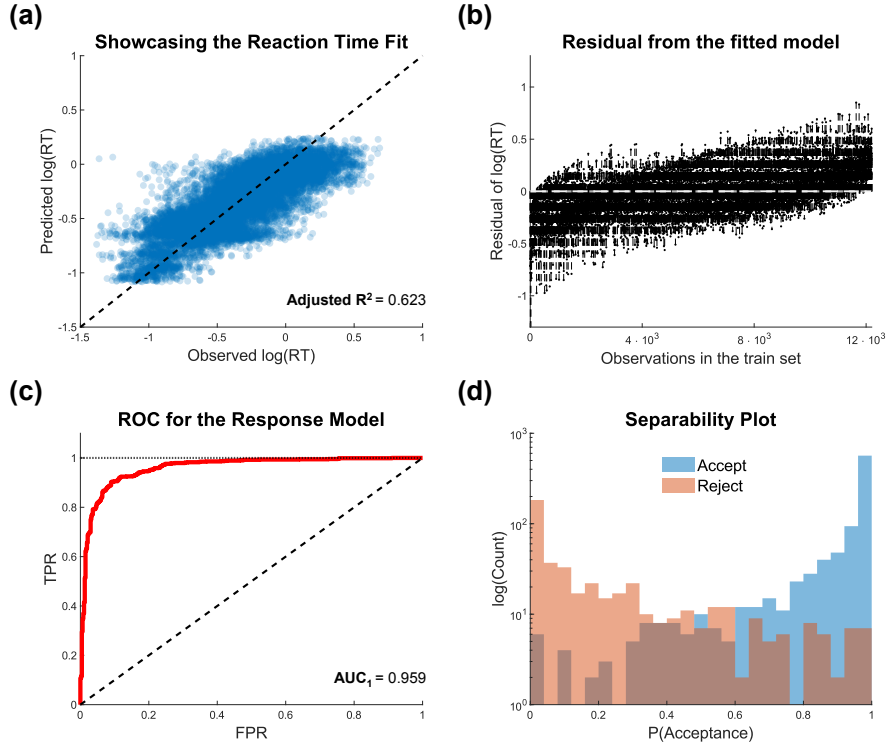 (a)
Showcasing the Reaction Time Fit
1
0.5
0
-0.5
-1
-1.5
Predicted log(RT)
Adjusted R² = 0.623
-1.5 -1 -0.5 0 0.5 1
Observed log(RT)
(b)
Residual from the fitted model
1
0.5
0
-0.5
-1
Residual of log(RT)
0 4 · 10³ 8 · 10³ 12 · 10³
Observations in the train set
(c)
ROC for the Response Model
1
0.8
0.6
0.4
0.2
0
TPR
AUC₁ = 0.959
0.2 0.4 0.6 0.8 1
FPR
(d)
Separability Plot
10³
10²
10¹
10⁰
log(Count)
Accept
Reject
0 0.2 0.4 0.6 0.8 1
P(Acceptance)